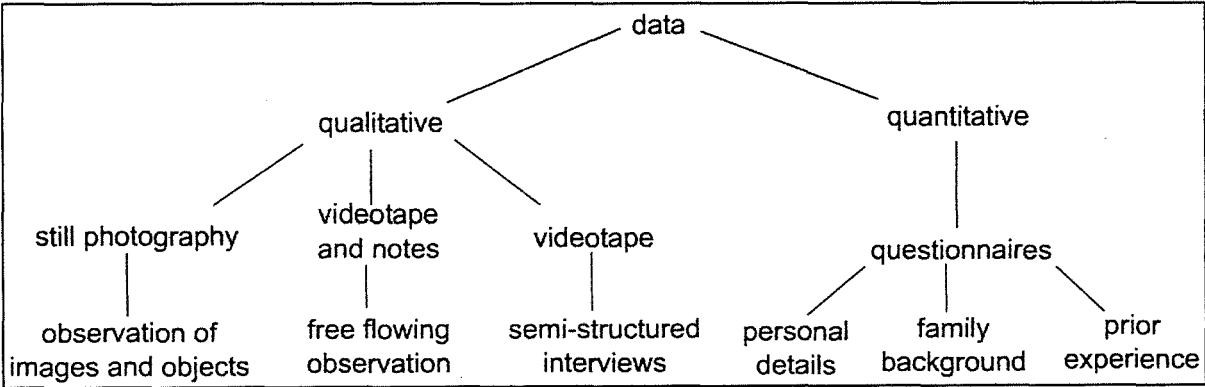 data
qualitative
quantitative
still photography
videotape
and notes
videotape
questionnaires
observation of
images and objects
free flowing
observation
semi-structured
interviews
personal
details
family
background
prior
experience